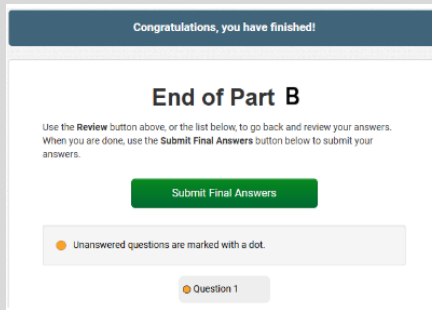 Congratulations, you have finished!
End of Part B
Use the Review button above, or the list below, to go back and review your answers.
When you are done, use the Submit Final Answers button below to submit your
answers.
Submit Final Answers
Unanswered questions are marked with a dot.
Question 1